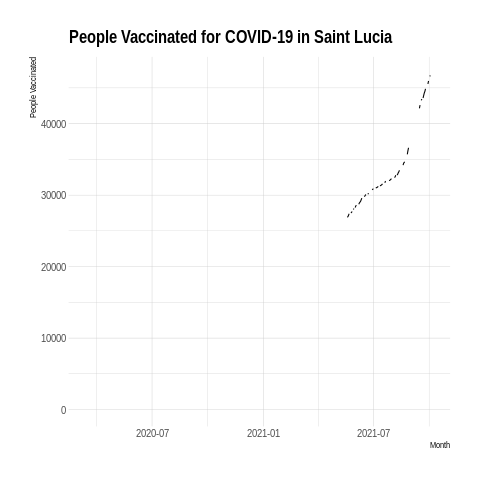 People Vaccinated for COVID-19 in Saint Lucia
People Vaccinated
40000
30000
20000
10000
0
2020-07 2021-01 2021-07
Month